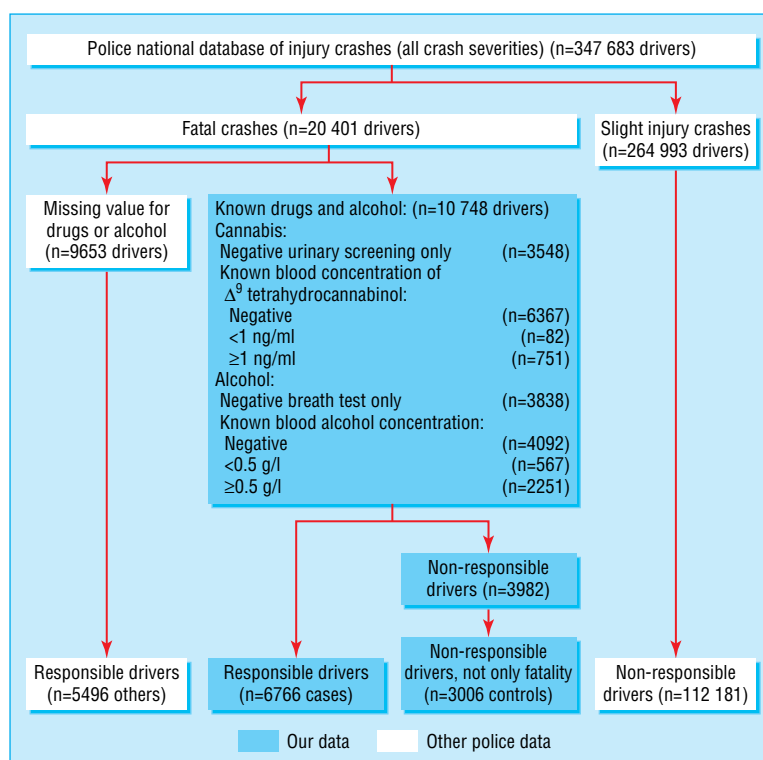 Police national database of injury crashes (all crash severities) (n=347 683 drivers)
Fatal crashes (n=20 401 drivers)
Slight injury crashes
(n=264 993 drivers)
Missing value for
drugs or alcohol
(n=9653 drivers)
Known drugs and alcohol: (n=10 748 drivers)
Cannabis:
Negative urinary screening only (n=3548)
Known blood concentration of
Δ⁹ tetrahydrocannabinol:
Negative (n=6367)
<1 ng/ml (n=82)
≥1 ng/ml (n=751)
Alcohol:
Negative breath test only (n=3838)
Known blood alcohol concentration:
Negative (n=4092)
<0.5 g/l (n=567)
≥0.5 g/l (n=2251)
Non-responsible
drivers (n=3982)
Responsible drivers
(n=5496 others)
Responsible drivers
(n=6766 cases)
Non-responsible
drivers, not only fatality
(n=3006 controls)
Non-responsible
drivers (n=112 181)
Our data
Other police data